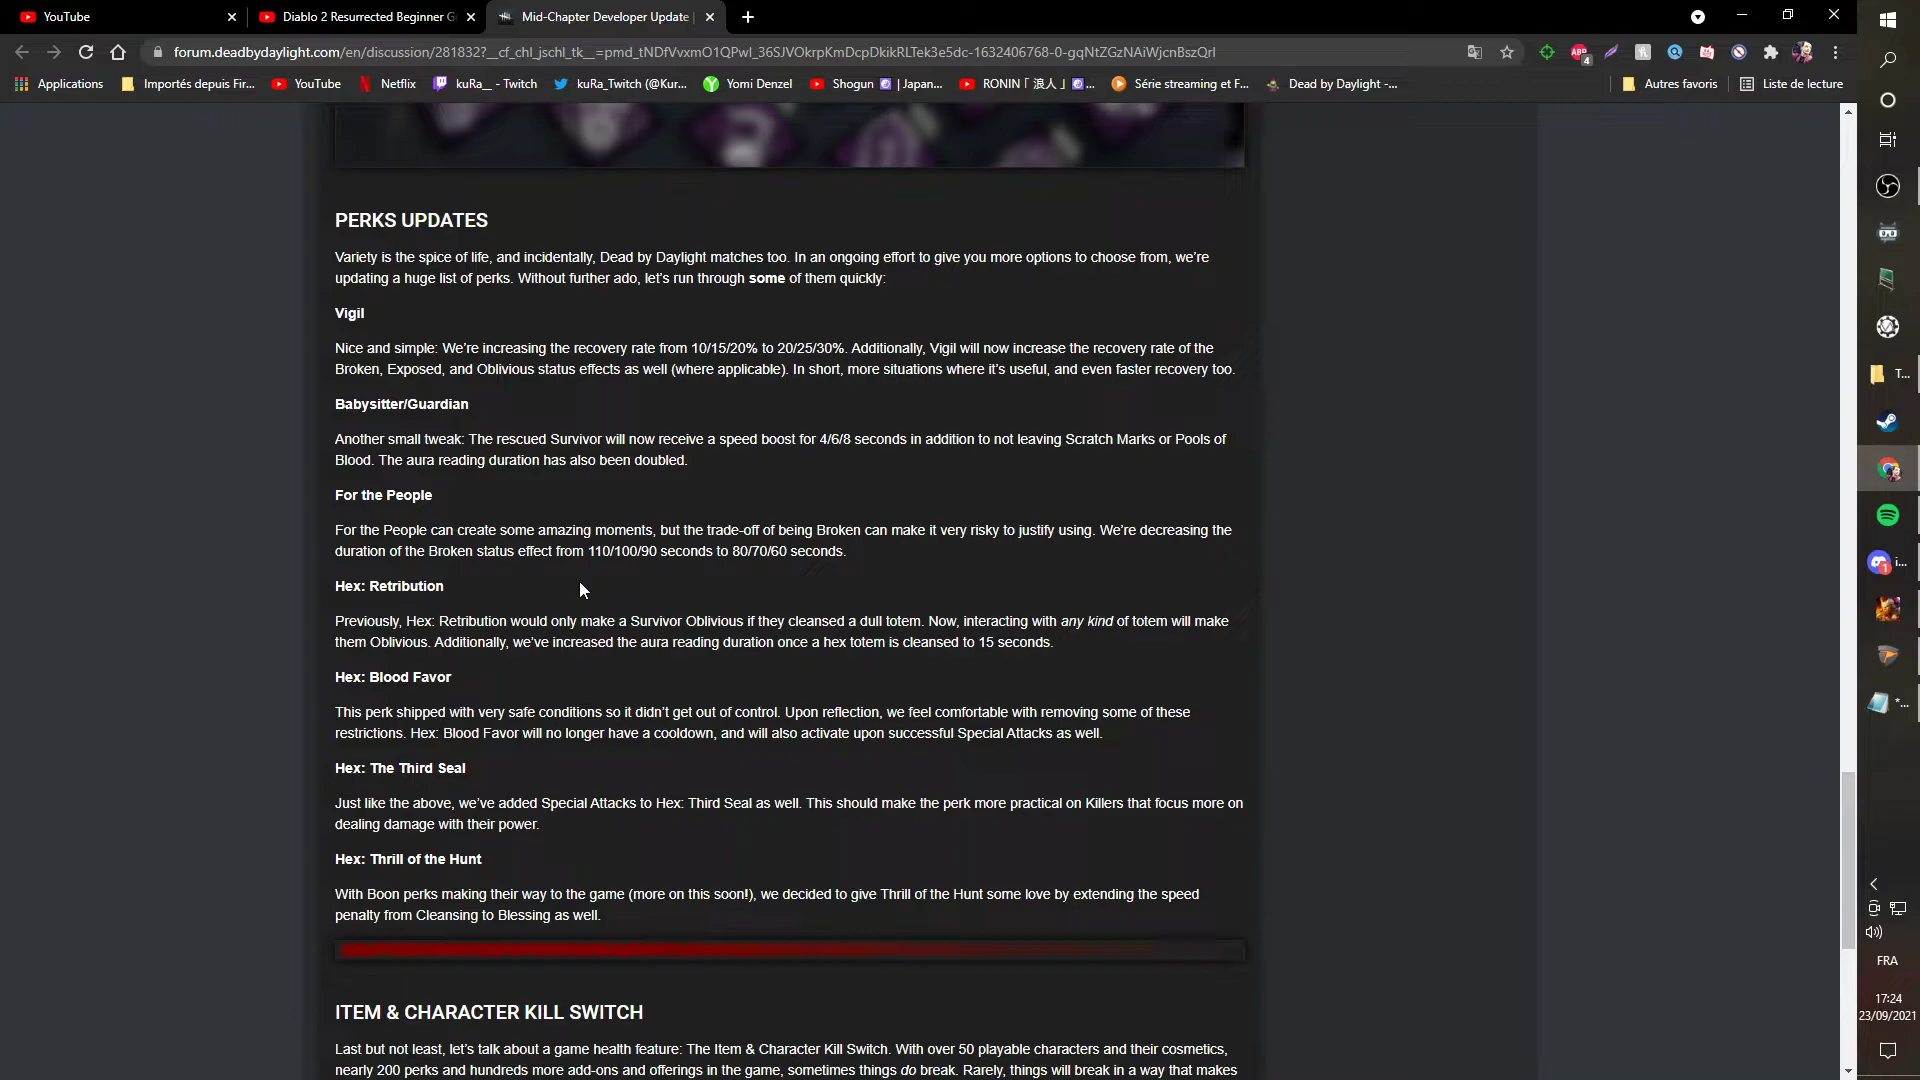 YouTube
Diablo 2 Resurrected Beginner G
Mid-Chapter Developer Update
forum.deadbydaylight.com/en/discussion/281832?__cf_chl_jschl_tk__=pmd_tNDfVvxmO1QPwI_36SJVOkrpKmDcpDkikRLTek3e5dc-1632406768-0-gqNtZGzNAiWjcnBszQrl
ABP
4
Applications
Importés depuis Fir...
YouTube
Netflix
kuRa__ - Twitch
kuRa_Twitch (@Kur...
Yomi Denzel
Shogun | Japan...
RONIN「 浪人 」...
Série streaming et F...
Dead by Daylight -...
Autres favoris
Liste de lecture
PERKS UPDATES
Variety is the spice of life, and incidentally, Dead by Daylight matches too. In an ongoing effort to give you more options to choose from, we're
updating a huge list of perks. Without further ado, let's run through some of them quickly:
Vigil
Nice and simple: We're increasing the recovery rate from 10/15/20% to 20/25/30%. Additionally, Vigil will now increase the recovery rate of the
Broken, Exposed, and Oblivious status effects as well (where applicable). In short, more situations where it's useful, and even faster recovery too.
Babysitter/Guardian
Another small tweak: The rescued Survivor will now receive a speed boost for 4/6/8 seconds in addition to not leaving Scratch Marks or Pools of
Blood. The aura reading duration has also been doubled.
For the People
For the People can create some amazing moments, but the trade-off of being Broken can make it very risky to justify using. We're decreasing the
duration of the Broken status effect from 110/100/90 seconds to 80/70/60 seconds.
Hex: Retribution
Previously, Hex: Retribution would only make a Survivor Oblivious if they cleansed a dull totem. Now, interacting with any kind of totem will make
them Oblivious. Additionally, we've increased the aura reading duration once a hex totem is cleansed to 15 seconds.
Hex: Blood Favor
This perk shipped with very safe conditions so it didn't get out of control. Upon reflection, we feel comfortable with removing some of these
restrictions. Hex: Blood Favor will no longer have a cooldown, and will also activate upon successful Special Attacks as well.
Hex: The Third Seal
Just like the above, we've added Special Attacks to Hex: Third Seal as well. This should make the perk more practical on Killers that focus more on
dealing damage with their power.
Hex: Thrill of the Hunt
With Boon perks making their way to the game (more on this soon!), we decided to give Thrill of the Hunt some love by extending the speed
penalty from Cleansing to Blessing as well.
ITEM & CHARACTER KILL SWITCH
Last but not least, let's talk about a game health feature: The Item & Character Kill Switch. With over 50 playable characters and their cosmetics,
nearly 200 perks and hundreds more add-ons and offerings in the game, sometimes things do break. Rarely, things will break in a way that makes
T...
1
i...
*...
FRA
17:24
23/09/2021